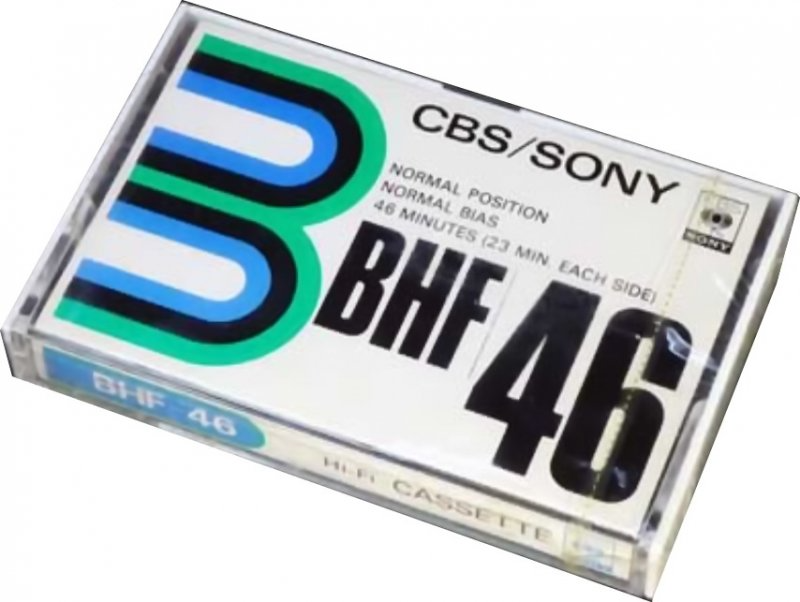 CBS/SONY
NORMAL POSITION
NORMAL BIAS
46 MINUTES (23 MIN. EACH SIDE)
BHF/46
SONY
BHF 46
Hi-Fi CASSETTE